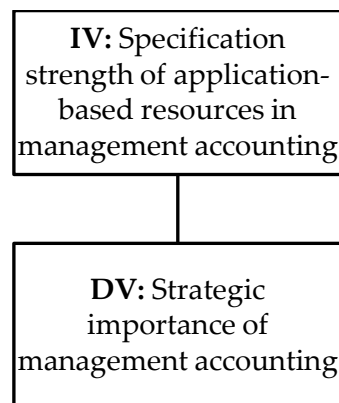 IV: Specification
strength of application-
based resources in
management accounting
DV: Strategic
importance of
management accounting